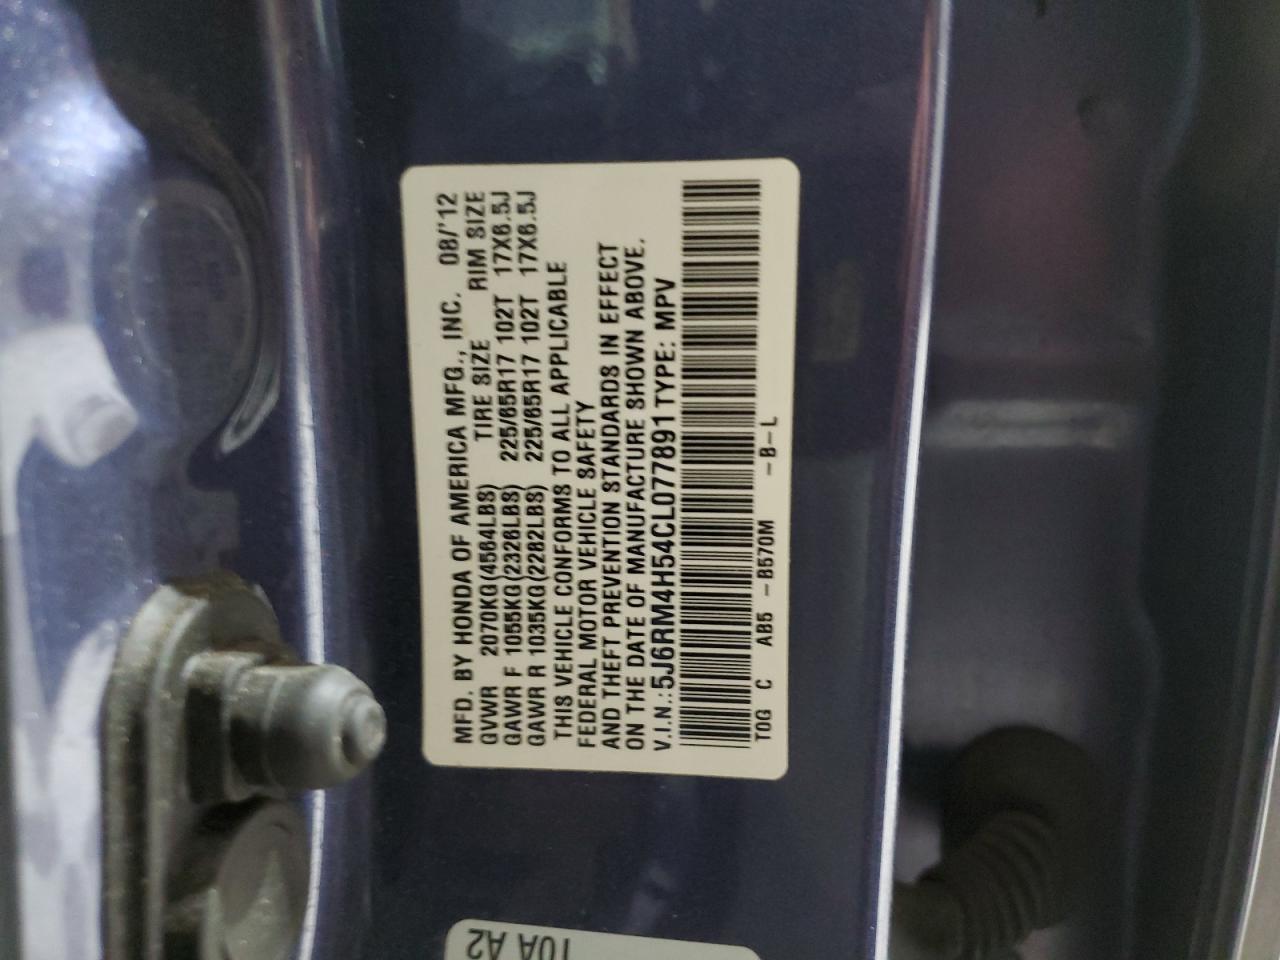 MFD. BY HONDA OF AMERICA MFG., INC. 08/'12
GVWR 2070KG(4564LBS) TIRE SIZE RIM SIZE
GAWR F 1055KG(2326LBS) 225/65R17 102T 17X6.5J
GAWR R 1035KG(2282LBS) 225/65R17 102T 17X6.5J
THIS VEHICLE CONFORMS TO ALL APPLICABLE
FEDERAL MOTOR VEHICLE SAFETY
AND THEFT PREVENTION STANDARDS IN EFFECT
ON THE DATE OF MANUFACTURE SHOWN ABOVE.
V.I.N.:5J6RM4H54CL077891 TYPE: MPV
T0G C AB5 -B570M -B-L
T0A A2